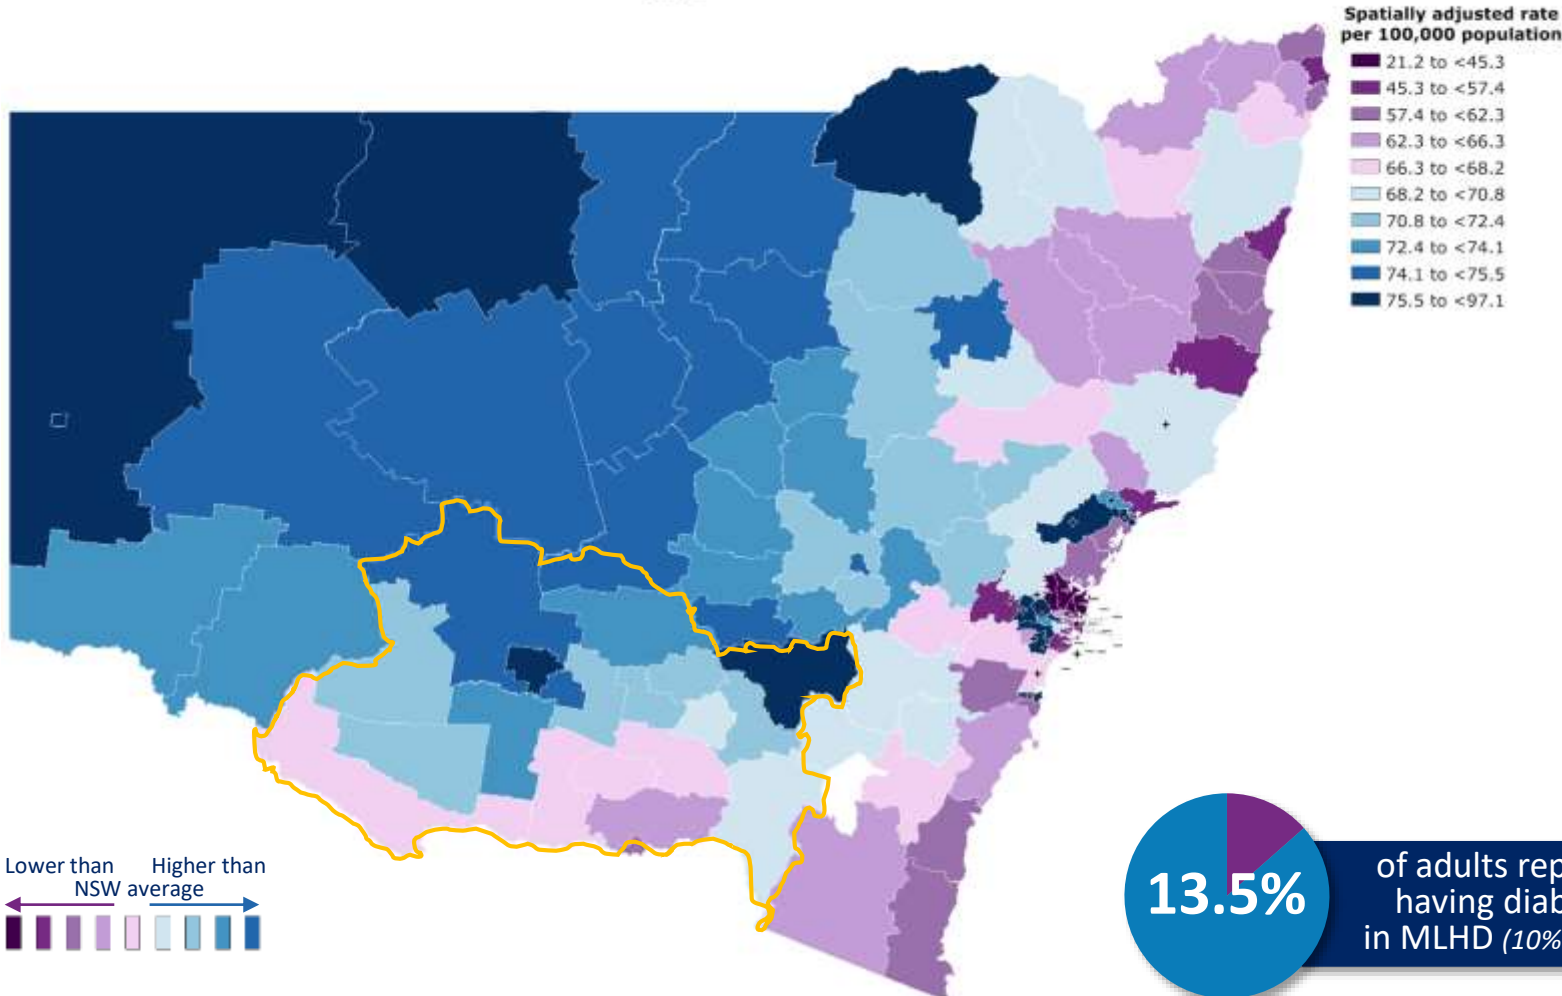 Spatially adjusted rate
per 100,000 population
21.2 to <45.3
45.3 to <57.4
57.4 to <62.3
62.3 to <66.3
66.3 to <68.2
68.2 to <70.8
70.8 to <72.4
72.4 to <74.1
74.1 to <75.5
75.5 to <97.1
Lower than Higher than
NSW average
13.5%
of adults rep
having diab
in MLHD (10%